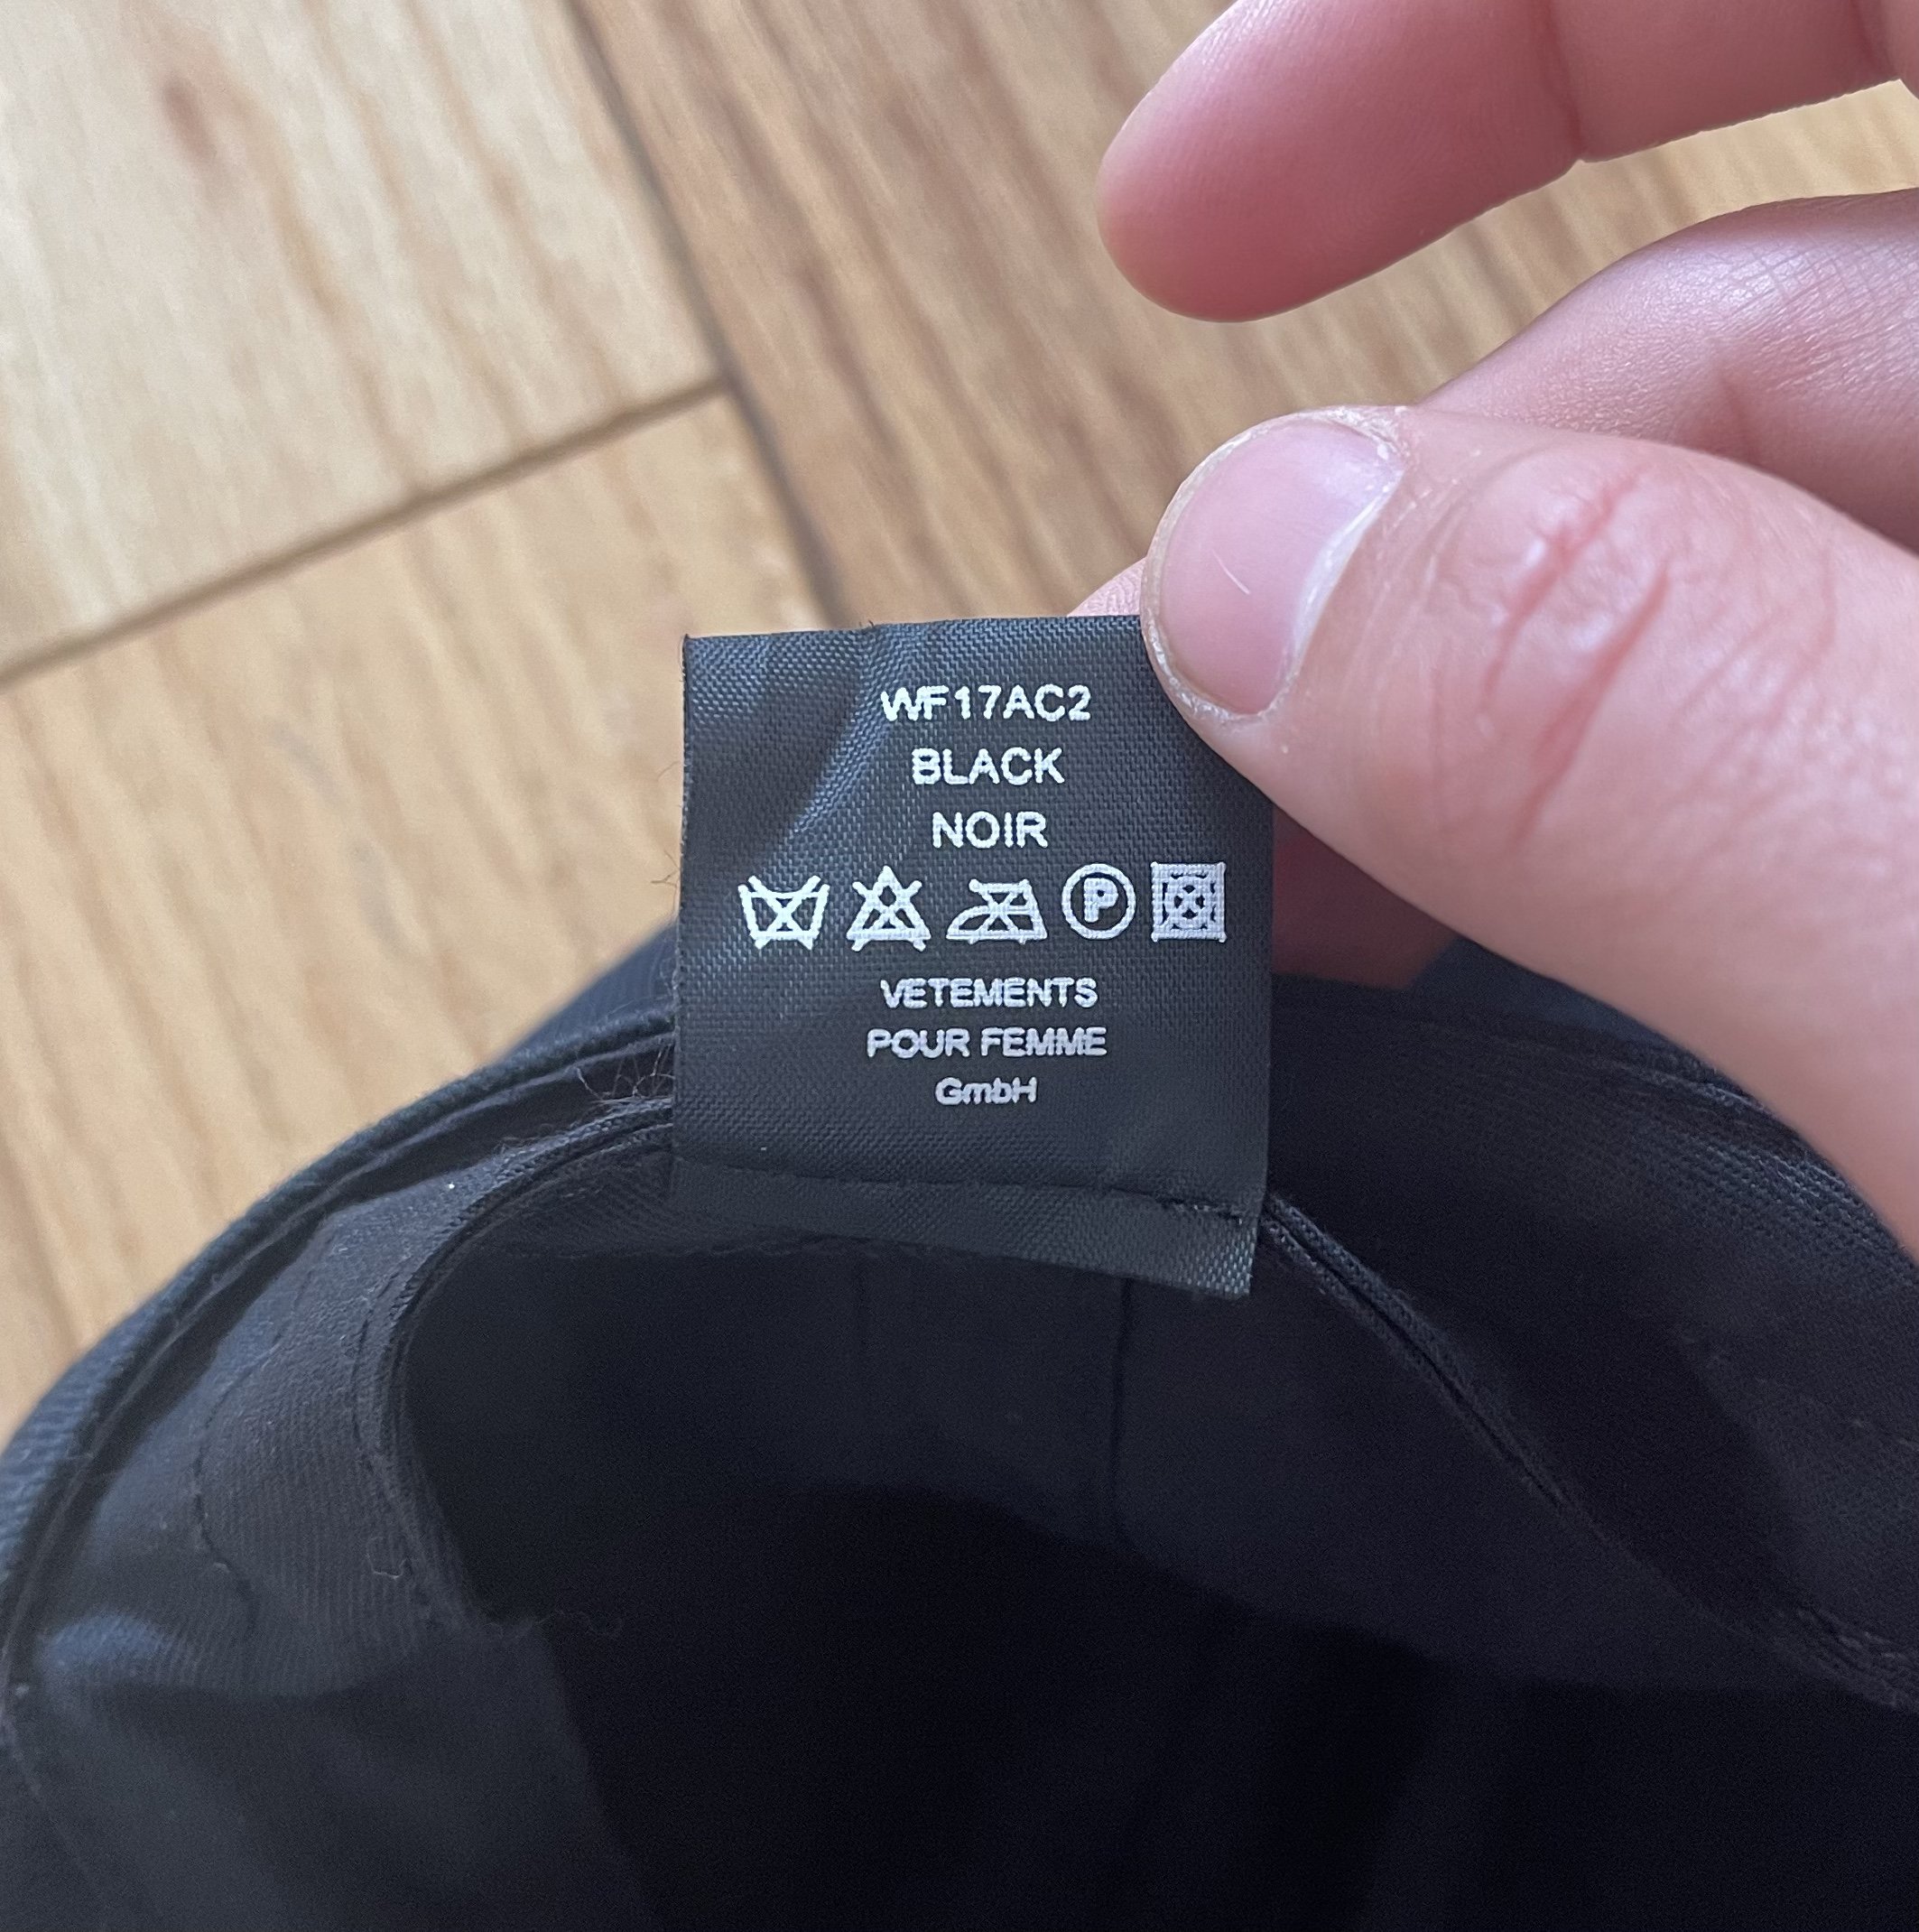 WF17AC2
BLACK
NOIR
P
VETEMENTS
POUR FEMME
GmbH